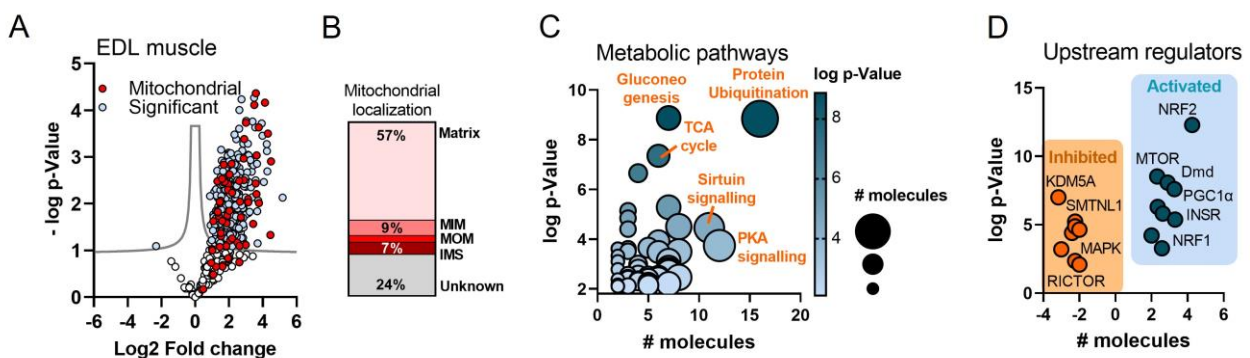 A
EDL muscle
Mitochondrial
Significant
- log p-Value
5
4
3
2
1
0
-6 -4 -2 0 2 4 6
Log2 Fold change
B
Mitochondrial
localization
57%
Matrix
9%
MIM
MOM
7%
IMS
24%
Unknown
C
Metabolic pathways
Gluconeo
genesis
Protein
Ubiquitination
TCA
cycle
Sirtuin
signalling
PKA
signalling
log p-Value
10
8
6
4
2
0 5 10 15 20
# molecules
log p-Value
8
6
4
# molecules
D
Upstream regulators
Activated
NRF2
MTOR
Dmd
PGC1α
INSR
NRF1
Inhibited
KDM5A
SMTNL1
MAPK
RICTOR
log p-Value
15
10
5
0
-4 -2 0 2 4 6
# molecules